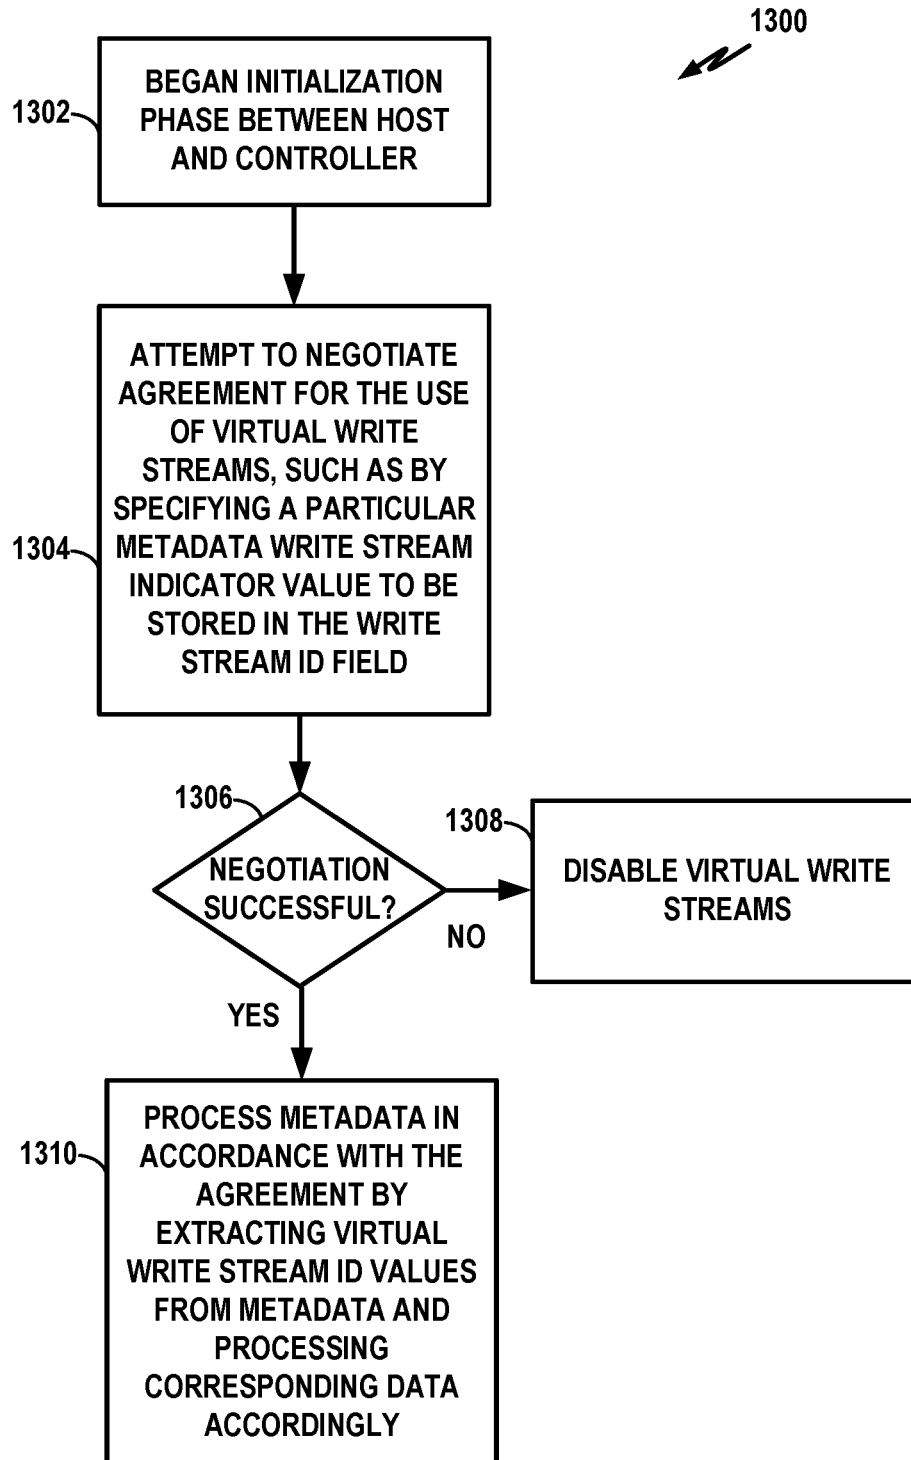 1300
1302
BEGAN INITIALIZATION
PHASE BETWEEN HOST
AND CONTROLLER
1304
ATTEMPT TO NEGOTIATE
AGREEMENT FOR THE USE
OF VIRTUAL WRITE
STREAMS, SUCH AS BY
SPECIFYING A PARTICULAR
METADATA WRITE STREAM
INDICATOR VALUE TO BE
STORED IN THE WRITE
STREAM ID FIELD
1306
NEGOTIATION
SUCCESSFUL?
NO
1308
DISABLE VIRTUAL WRITE
STREAMS
YES
1310
PROCESS METADATA IN
ACCORDANCE WITH THE
AGREEMENT BY
EXTRACTING VIRTUAL
WRITE STREAM ID VALUES
FROM METADATA AND
PROCESSING
CORRESPONDING DATA
ACCORDINGLY